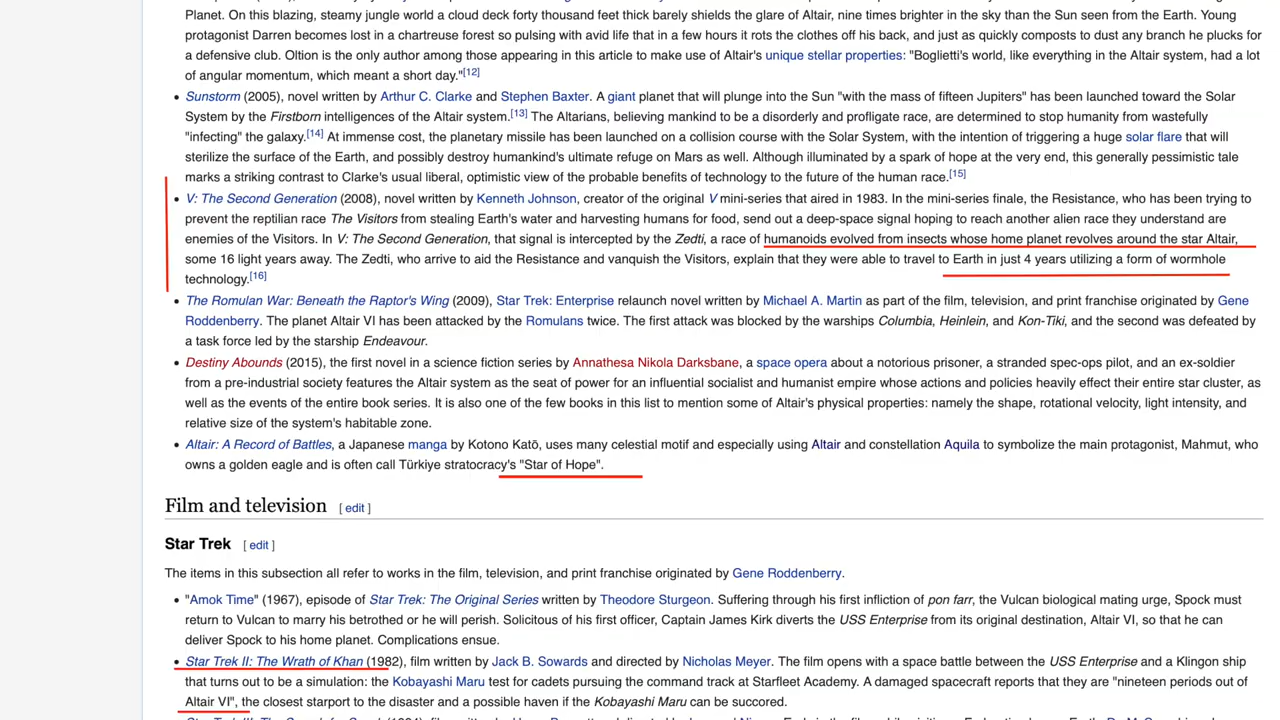 Planet. On this blazing, steamy jungle world a cloud deck forty thousand feet thick barely shields the glare of Altair, nine times brighter in the sky than the Sun seen from the Earth. Young
protagonist Darren becomes lost in a chartreuse forest so pulsing with avid life that in a few hours it rots the clothes off his back, and just as quickly composts to dust any branch he plucks for
a defensive club. Oltion is the only author among those appearing in this article to make use of Altair's unique stellar properties: "Boglietti's world, like everything in the Altair system, had a lot
of angular momentum, which meant a short day."[12]
• Sunstorm (2005), novel written by Arthur C. Clarke and Stephen Baxter. A giant planet that will plunge into the Sun "with the mass of fifteen Jupiters" has been launched toward the Solar
System by the Firstborn intelligences of the Altair system.[13] The Altarians, believing mankind to be a disorderly and profligate race, are determined to stop humanity from wastefully
"infecting" the galaxy.[14] At immense cost, the planetary missile has been launched on a collision course with the Solar System, with the intention of triggering a huge solar flare that will
sterilize the surface of the Earth, and possibly destroy humankind's ultimate refuge on Mars as well. Although illuminated by a spark of hope at the very end, this generally pessimistic tale
marks a striking contrast to Clarke's usual liberal, optimistic view of the probable benefits of technology to the future of the human race.[15]
• V: The Second Generation (2008), novel written by Kenneth Johnson, creator of the original V mini-series that aired in 1983. In the mini-series finale, the Resistance, who has been trying to
prevent the reptilian race The Visitors from stealing Earth's water and harvesting humans for food, send out a deep-space signal hoping to reach another alien race they understand are
enemies of the Visitors. In V: The Second Generation, that signal is intercepted by the Zedti, a race of humanoids evolved from insects whose home planet revolves around the star Altair,
some 16 light years away. The Zedti, who arrive to aid the Resistance and vanquish the Visitors, explain that they were able to travel to Earth in just 4 years utilizing a form of wormhole
technology.[16]
• The Romulan War: Beneath the Raptor's Wing (2009), Star Trek: Enterprise relaunch novel written by Michael A. Martin as part of the film, television, and print franchise originated by Gene
Roddenberry. The planet Altair VI has been attacked by the Romulans twice. The first attack was blocked by the warships Columbia, Heinlein, and Kon-Tiki, and the second was defeated by
a task force led by the starship Endeavour.
• Destiny Abounds (2015), the first novel in a science fiction series by Annathesa Nikola Darksbane, a space opera about a notorious prisoner, a stranded spec-ops pilot, and an ex-soldier
from a pre-industrial society features the Altair system as the seat of power for an influential socialist and humanist empire whose actions and policies heavily effect their entire star cluster, as
well as the events of the entire book series. It is also one of the few books in this list to mention some of Altair's physical properties: namely the shape, rotational velocity, light intensity, and
relative size of the system's habitable zone.
• Altair: A Record of Battles, a Japanese manga by Kotono Katō, uses many celestial motif and especially using Altair and constellation Aquila to symbolize the main protagonist, Mahmut, who
owns a golden eagle and is often call Türkiye stratocracy's "Star of Hope".
Film and television [ edit ]
Star Trek [ edit ]
The items in this subsection all refer to works in the film, television, and print franchise originated by Gene Roddenberry.
• "Amok Time" (1967), episode of Star Trek: The Original Series written by Theodore Sturgeon. Suffering through his first infliction of pon farr, the Vulcan biological mating urge, Spock must
return to Vulcan to marry his betrothed or he will perish. Solicitous of his first officer, Captain James Kirk diverts the USS Enterprise from its original destination, Altair VI, so that he can
deliver Spock to his home planet. Complications ensue.
• Star Trek II: The Wrath of Khan (1982), film written by Jack B. Sowards and directed by Nicholas Meyer. The film opens with a space battle between the USS Enterprise and a Klingon ship
that turns out to be a simulation: the Kobayashi Maru test for cadets pursuing the command track at Starfleet Academy. A damaged spacecraft reports that they are "nineteen periods out of
Altair VI", the closest starport to the disaster and a possible haven if the Kobayashi Maru can be succored.